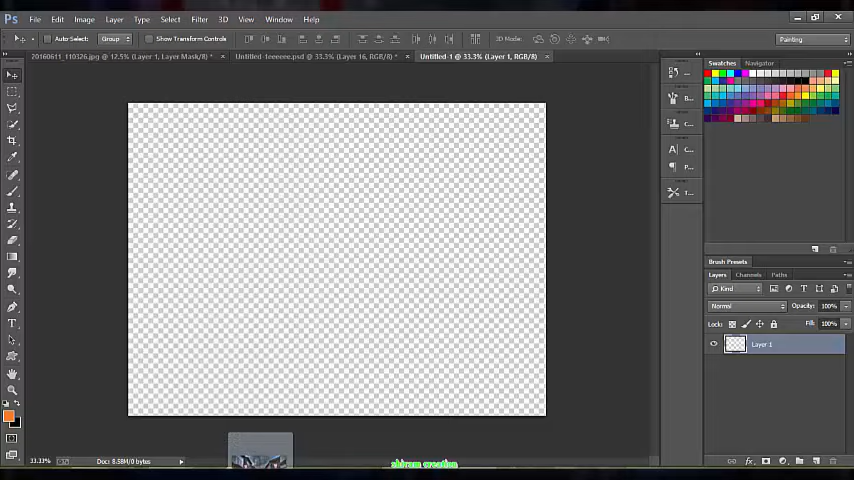 Ps File Edit Image Layer Type Select Filter 3D View Window Help
Auto-Select: Group Show Transform Controls 3D Mode: Painting
20160611_110326.jpg @ 12.5% (Layer 1, Layer Mask/8) * × Untitled-1eeeeee.psd @ 33.3% (Layer 16, RGB/8) * × Untitled-1 @ 33.3% (Layer 1, RGB/8) ×
Swatches Navigator
B...
C...
A C...
¶ P...
T...
Brush Presets
Layers Channels Paths
Kind
Normal Opacity: 100%
Lock: Fill: 100%
Layer 1
33.33% Doc: 8.58M/0 bytes